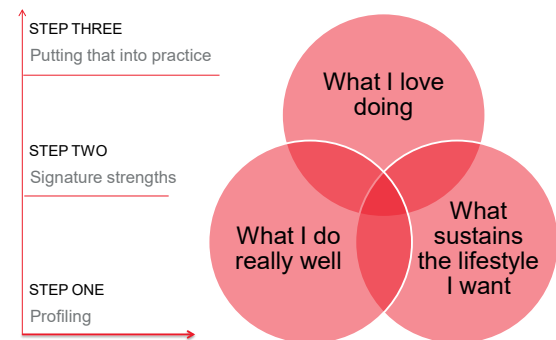 STEP THREE
Putting that into practice
STEP TWO
Signature strengths
STEP ONE
Profiling
What I love
doing
What I do
really well
What
sustains
the lifestyle
I want